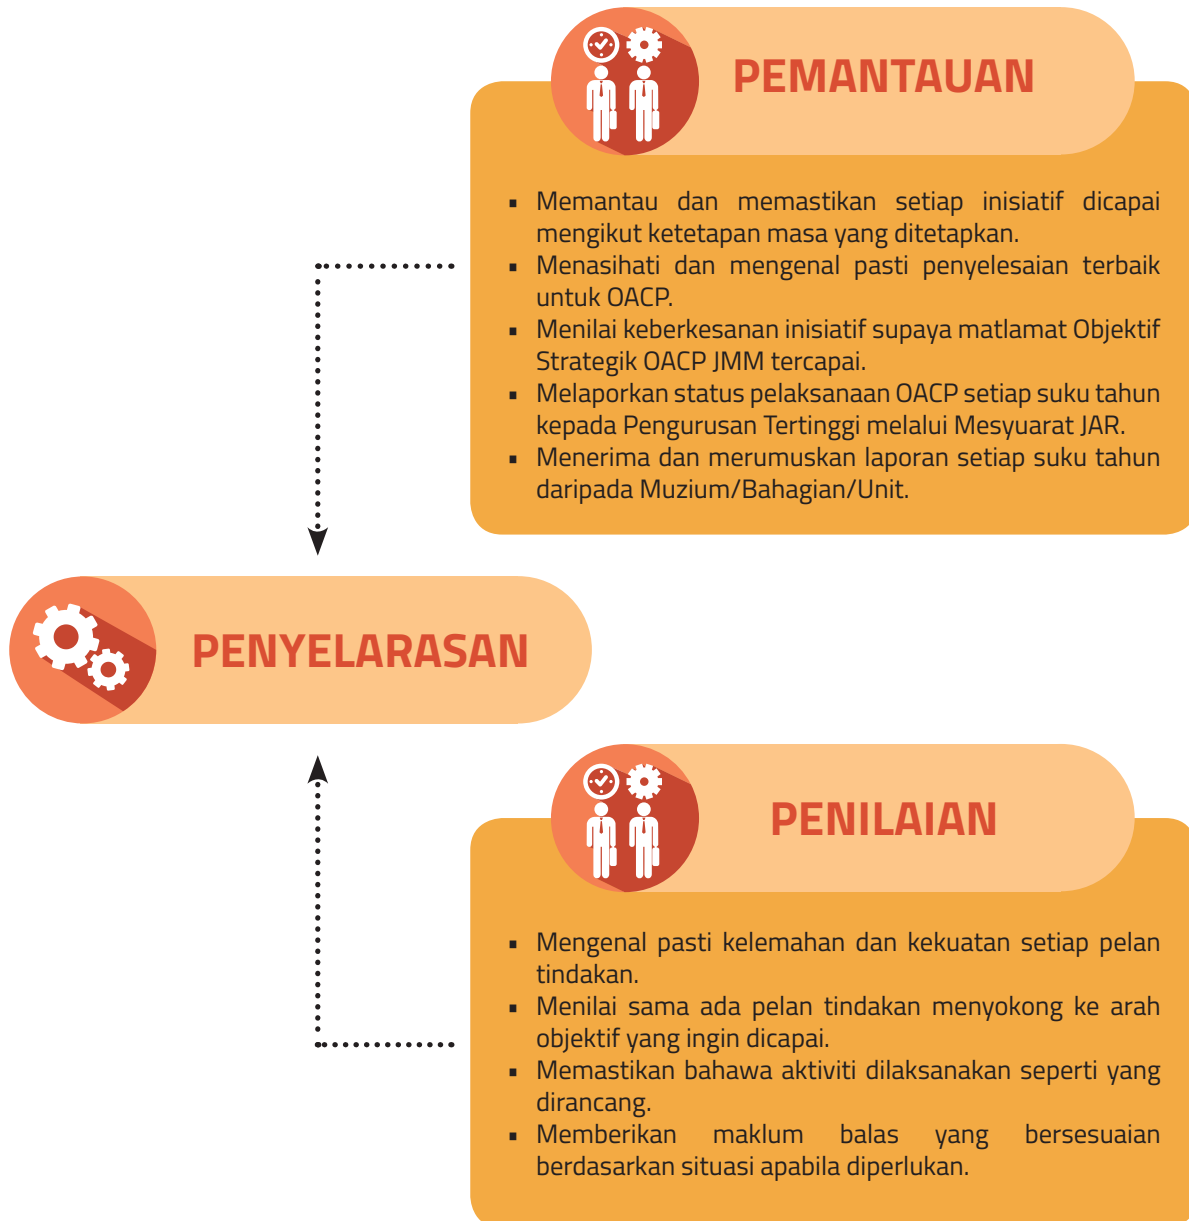 PEMANTAUAN
▪ Memantau dan memastikan setiap inisiatif dicapai
mengikut ketetapan masa yang ditetapkan.
▪ Menasihati dan mengenal pasti penyelesaian terbaik
untuk OACP.
▪ Menilai keberkesanan inisiatif supaya matlamat Objektif
Strategik OACP JMM tercapai.
▪ Melaporkan status pelaksanaan OACP setiap suku tahun
kepada Pengurusan Tertinggi melalui Mesyuarat JAR.
▪ Menerima dan merumuskan laporan setiap suku tahun
daripada Muzium/Bahagian/Unit.
PENYELARASAN
PENILAIAN
▪ Mengenal pasti kelemahan dan kekuatan setiap pelan
tindakan.
▪ Menilai sama ada pelan tindakan menyokong ke arah
objektif yang ingin dicapai.
▪ Memastikan bahawa aktiviti dilaksanakan seperti yang
dirancang.
▪ Memberikan maklum balas yang bersesuaian
berdasarkan situasi apabila diperlukan.